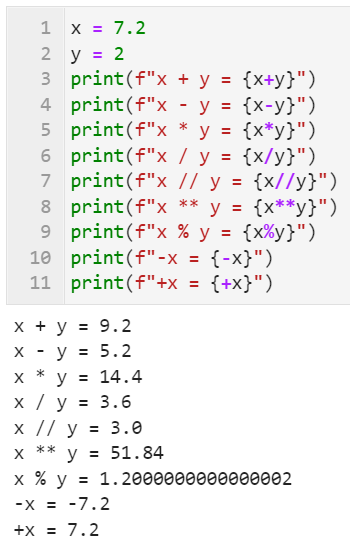 1 x = 7.2
2 y = 2
3 print(f"x + y = {x+y}")
4 print(f"x - y = {x-y}")
5 print(f"x * y = {x*y}")
6 print(f"x / y = {x/y}")
7 print(f"x // y = {x//y}")
8 print(f"x ** y = {x**y}")
9 print(f"x % y = {x%y}")
10 print(f"-x = {-x}")
11 print(f"+x = {+x}")
x + y = 9.2
x - y = 5.2
x * y = 14.4
x / y = 3.6
x // y = 3.0
x ** y = 51.84
x % y = 1.2000000000000002
-x = -7.2
+x = 7.2